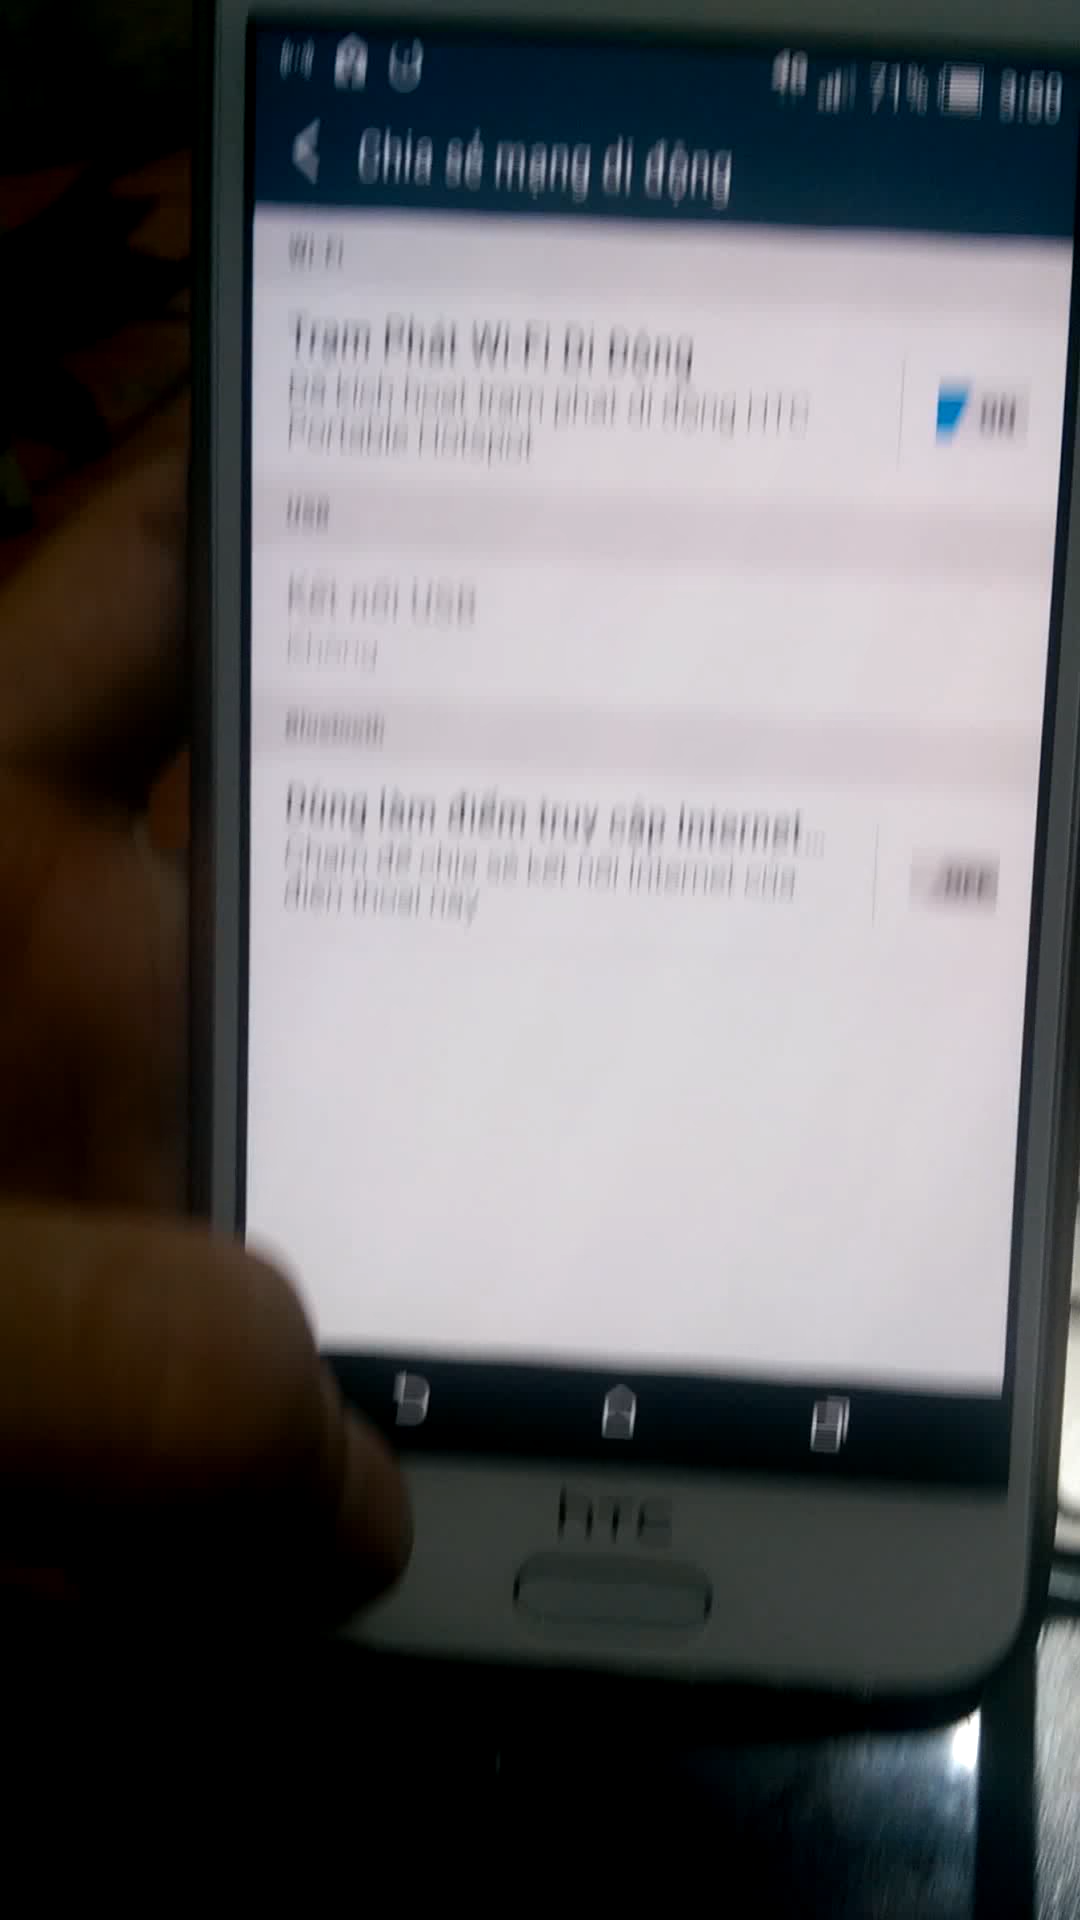 71%
Chia sẻ mạng di động
Wi-Fi
Trạm Phát Wi-Fi Di Động
Đã kích hoạt trạm phát di động HTC
Portable Hotspot
USB
Kết nối USB
Không
Bluetooth
Dùng làm điểm truy cập Internet...
Chạm để chia sẻ kết nối Internet của
điện thoại này
hTC